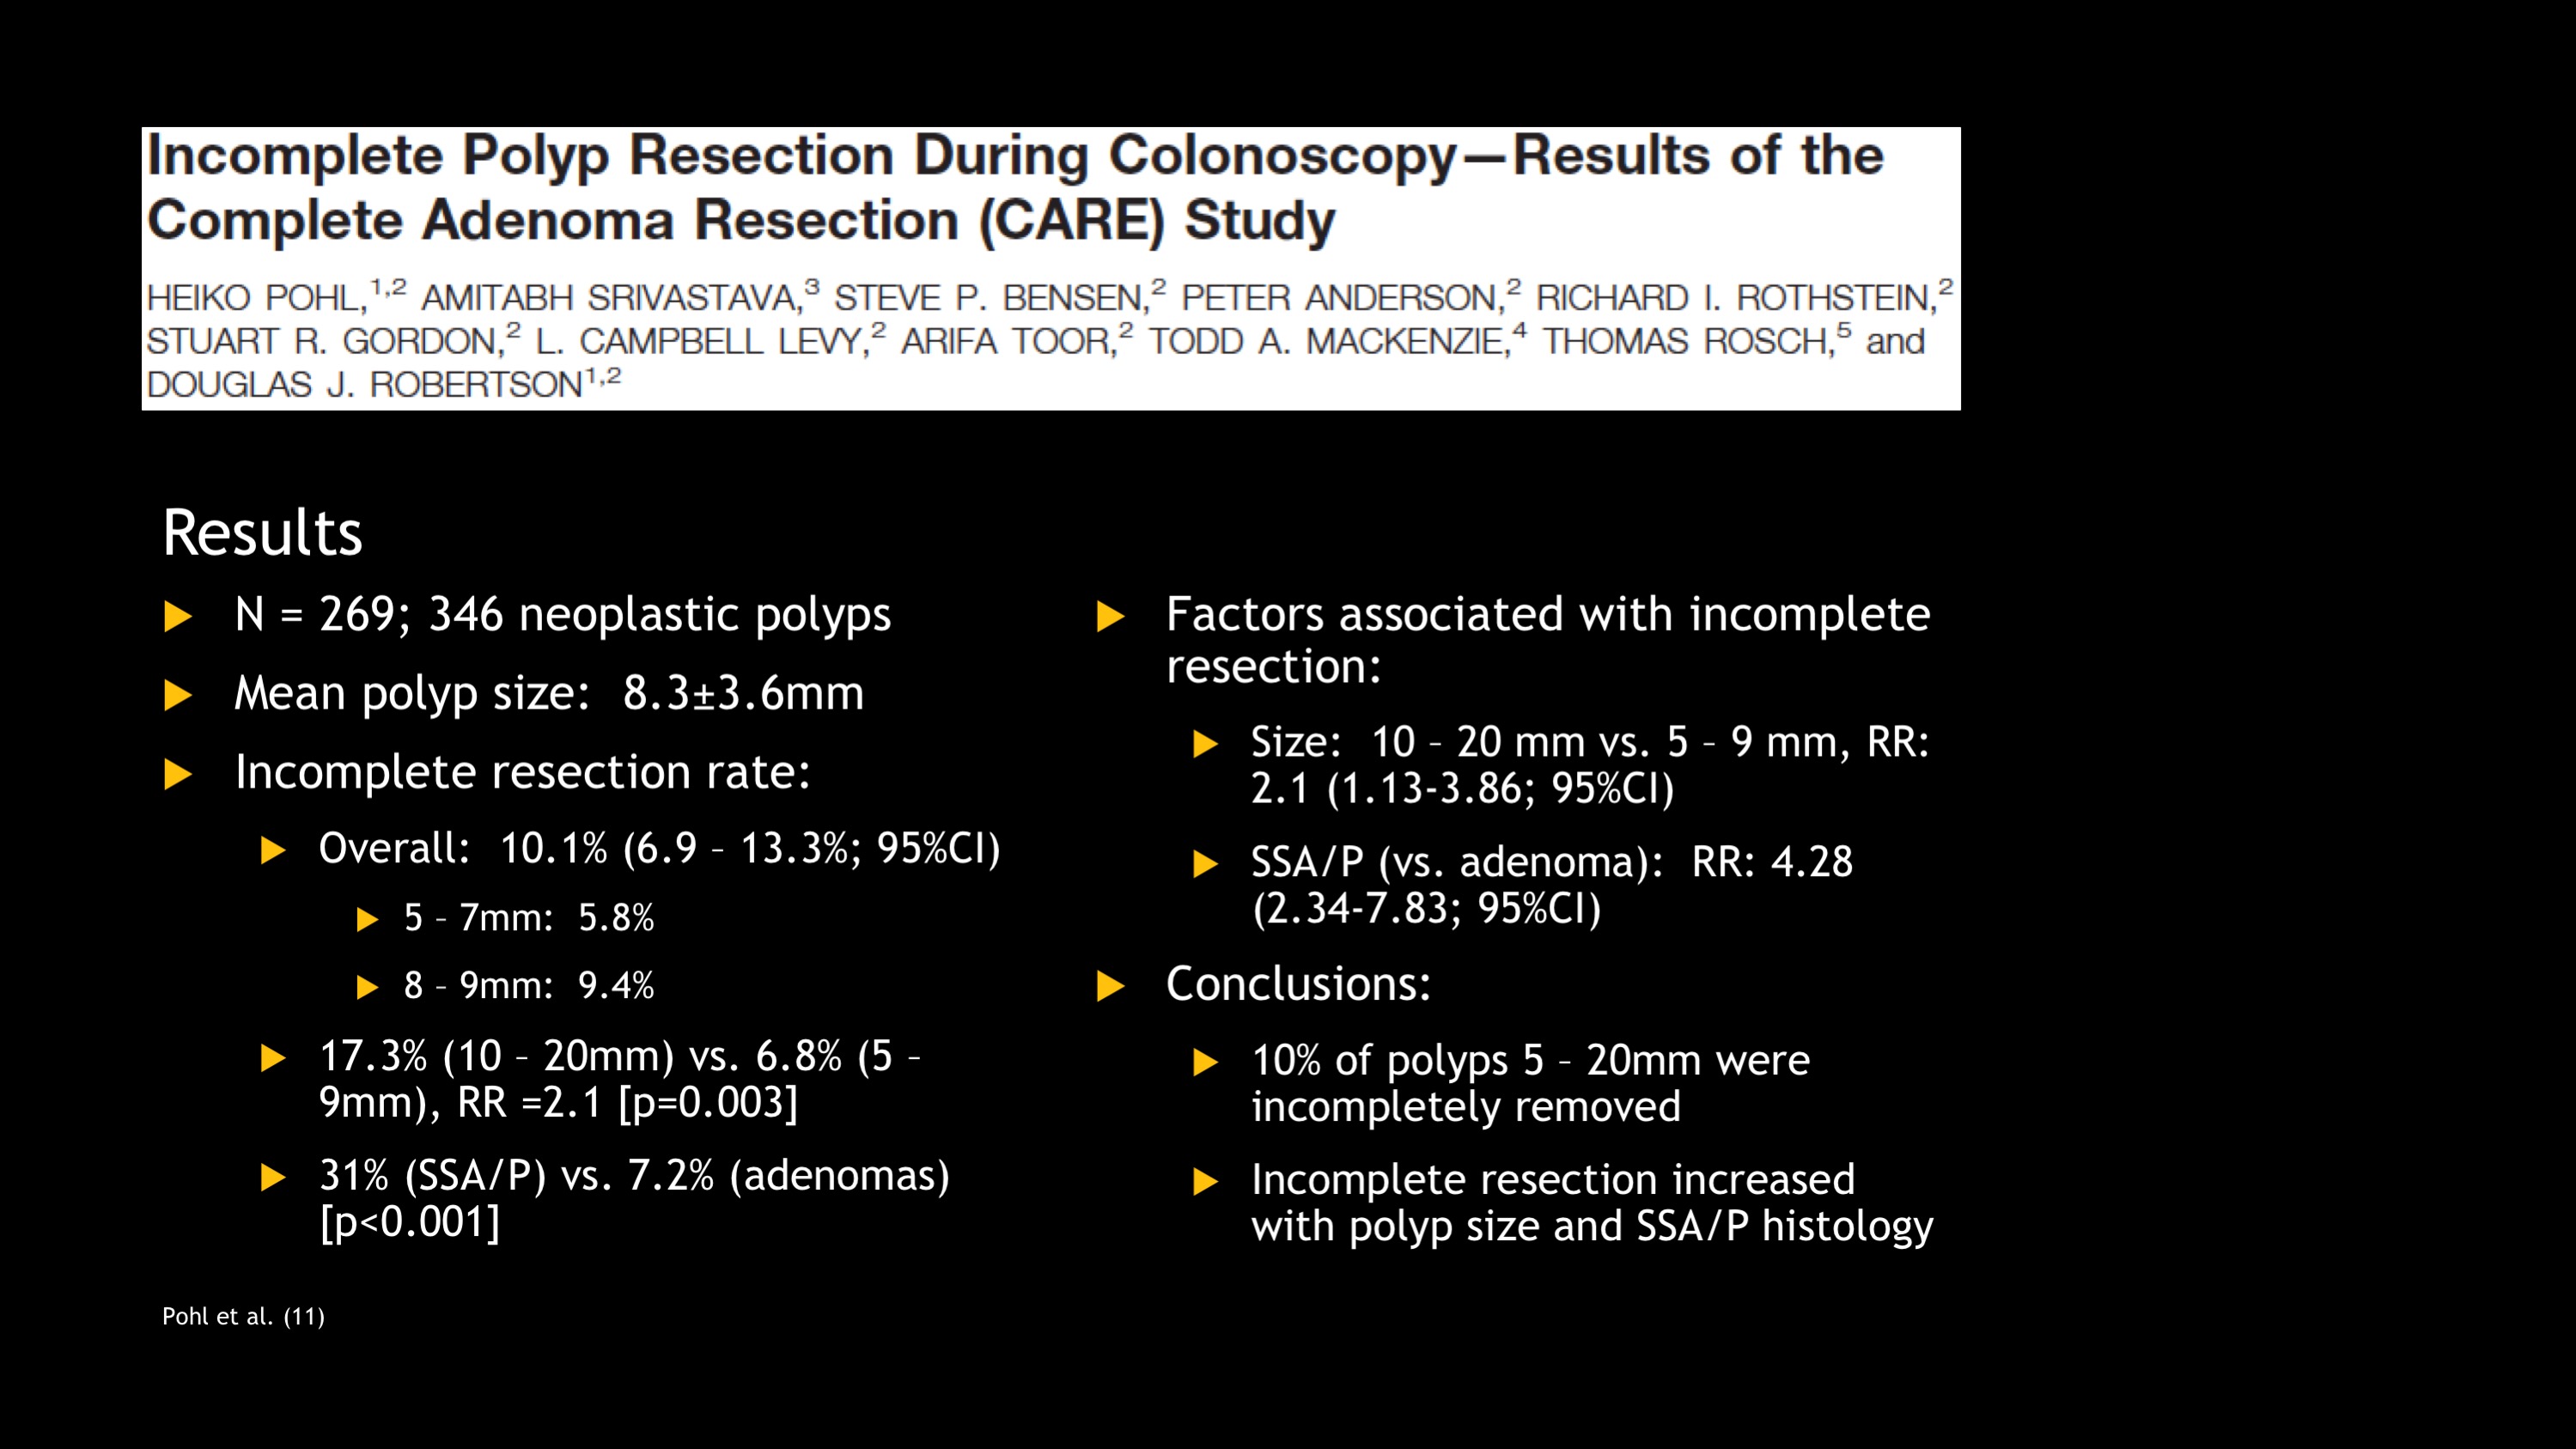 Incomplete Polyp Resection During Colonoscopy—Results of the
Complete Adenoma Resection (CARE) Study
HEIKO POHL,1,2 AMITABH SRIVASTAVA,3 STEVE P. BENSEN,2 PETER ANDERSON,2 RICHARD I. ROTHSTEIN,2
STUART R. GORDON,2 L. CAMPBELL LEVY,2 ARIFA TOOR,2 TODD A. MACKENZIE,4 THOMAS ROSCH,5 and
DOUGLAS J. ROBERTSON1,2
Results
N = 269; 346 neoplastic polyps
Mean polyp size: 8.3±3.6mm
Incomplete resection rate:
Overall: 10.1% (6.9 – 13.3%; 95%CI)
5 – 7mm: 5.8%
8 – 9mm: 9.4%
17.3% (10 – 20mm) vs. 6.8% (5 –
9mm), RR =2.1 [p=0.003]
31% (SSA/P) vs. 7.2% (adenomas)
[p<0.001]
Factors associated with incomplete
resection:
Size: 10 – 20 mm vs. 5 – 9 mm, RR:
2.1 (1.13-3.86; 95%CI)
SSA/P (vs. adenoma): RR: 4.28
(2.34-7.83; 95%CI)
Conclusions:
10% of polyps 5 – 20mm were
incompletely removed
Incomplete resection increased
with polyp size and SSA/P histology
Pohl et al. (11)